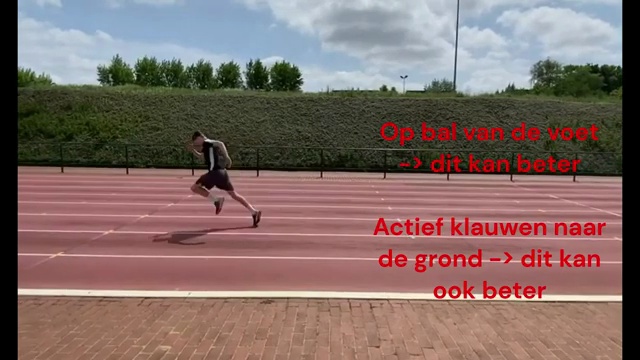 Op bal van de voet
-> dit kan beter
Actief klauwen naar
de grond -> dit kan
ook beter